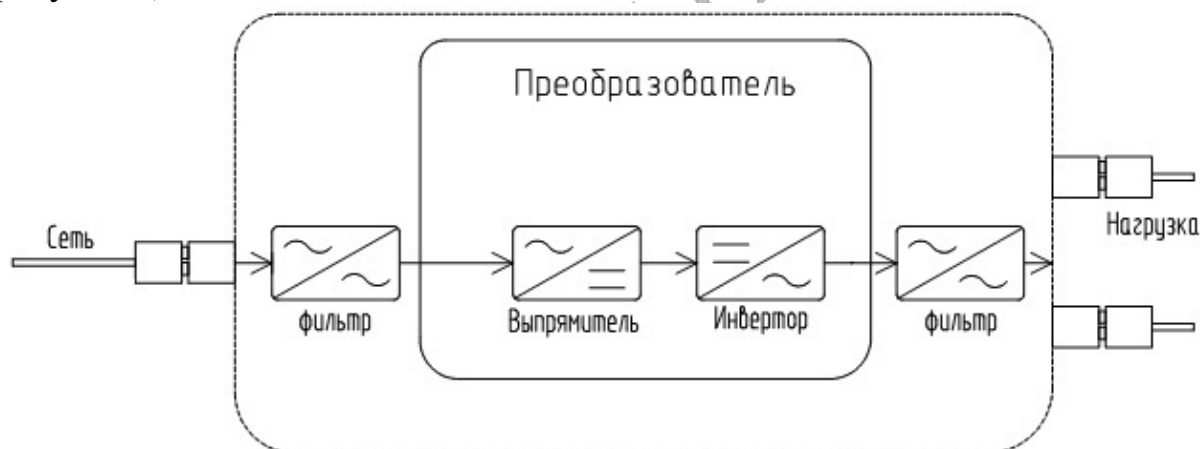 Преобразователь
Сеть
Нагрузка
фильтр
Выпрямитель
Инвертор
фильтр